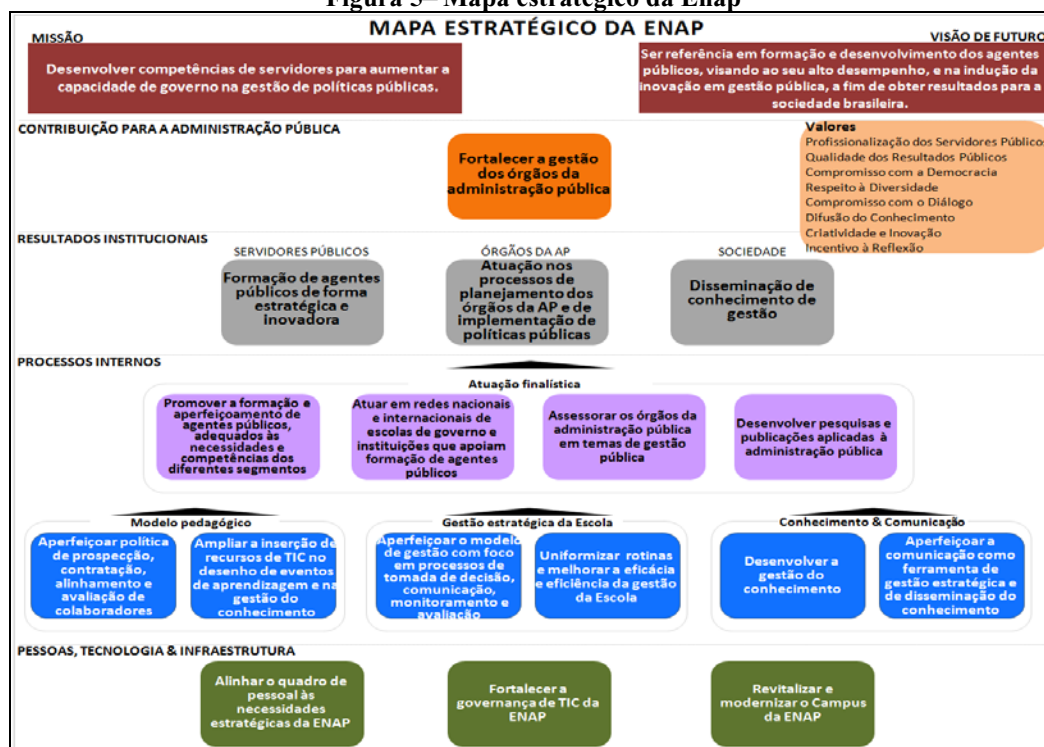 Figura 3– Mapa estratégico da Enap
MAPA ESTRATÉGICO DA ENAP
MISSÃO
Desenvolver competências de servidores para aumentar a
capacidade de governo na gestão de políticas públicas.
VISÃO DE FUTURO
Ser referência em formação e desenvolvimento dos agentes
públicos, visando ao seu alto desempenho, e na indução da
inovação em gestão pública, a fim de obter resultados para a
sociedade brasileira.
CONTRIBUIÇÃO PARA A ADMINISTRAÇÃO PÚBLICA
Fortalecer a gestão
dos órgãos da
administração pública
Valores
Profissionalização dos Servidores Públicos
Qualidade dos Resultados Públicos
Compromisso com a Democracia
Respeito à Diversidade
Compromisso com o Diálogo
Difusão do Conhecimento
Criatividade e Inovação
Incentivo à Reflexão
RESULTADOS INSTITUCIONAIS
SERVIDORES PÚBLICOS
Formação de agentes
públicos de forma
estratégica e
inovadora
ÓRGÃOS DA AP
Atuação nos
processos de
planejamento dos
órgãos da AP e de
implementação de
políticas públicas
SOCIEDADE
Disseminação de
conhecimento de
gestão
PROCESSOS INTERNOS
Atuação finalística
Promover a formação e
aperfeiçoamento de
agentes públicos,
adequados às
necessidades e
competências dos
diferentes segmentos
Atuar em redes nacionais
e internacionais de
escolas de governo e
instituições que apoiam
formação de agentes
públicos
Assessorar os órgãos da
administração pública
em temas de gestão
pública
Desenvolver pesquisas e
publicações aplicadas à
administração pública
Modelo pedagógico
Aperfeiçoar política
de prospecção,
contratação,
alinhamento e
avaliação de
colaboradores
Ampliar a inserção de
recursos de TIC no
desenho de eventos
de aprendizagem e na
gestão do
conhecimento
Gestão estratégica da Escola
Aperfeiçoar o modelo
de gestão com foco
em processos de
tomada de decisão,
comunicação,
monitoramento e
avaliação
Uniformizar rotinas
e melhorar a eficácia
e eficiência da gestão
da Escola
Conhecimento & Comunicação
Desenvolver a
gestão do
conhecimento
Aperfeiçoar a
comunicação como
ferramenta de
gestão estratégica e
de disseminação do
conhecimento
PESSOAS, TECNOLOGIA & INFRAESTRUTURA
Alinhar o quadro de
pessoal às
necessidades
estratégicas da ENAP
Fortalecer a
governança de TIC da
ENAP
Revitalizar e
modernizar o Campus
da ENAP